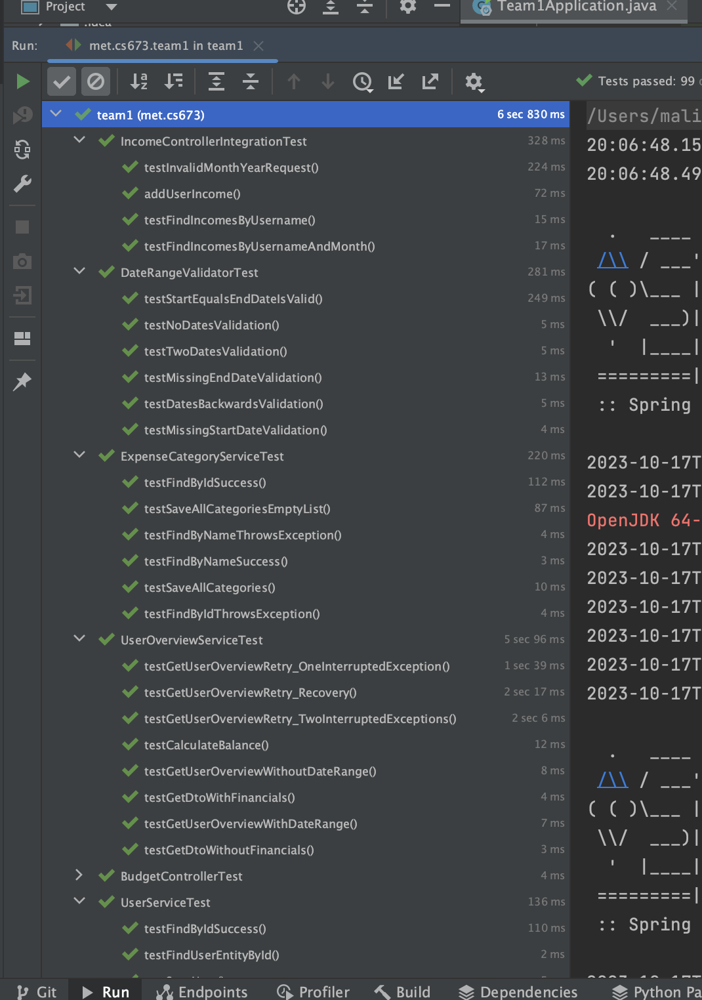 Project
Team1Application.java
.idea
Run: met.cs673.team1 in team1
Tests passed: 99
team1 (met.cs673) 6 sec 830 ms
IncomeControllerIntegrationTest 328 ms
testInvalidMonthYearRequest() 224 ms
addUserIncome() 72 ms
testFindIncomesByUsername() 15 ms
testFindIncomesByUsernameAndMonth() 17 ms
DateRangeValidatorTest 281 ms
testStartEqualsEndDateIsValid() 249 ms
testNoDatesValidation() 5 ms
testTwoDatesValidation() 5 ms
testMissingEndDateValidation() 13 ms
testDatesBackwardsValidation() 5 ms
testMissingStartDateValidation() 4 ms
ExpenseCategoryServiceTest 220 ms
testFindByIdSuccess() 112 ms
testSaveAllCategoriesEmptyList() 87 ms
testFindByNameThrowsException() 4 ms
testFindByNameSuccess() 3 ms
testSaveAllCategories() 10 ms
testFindByIdThrowsException() 4 ms
UserOverviewServiceTest 5 sec 96 ms
testGetUserOverviewRetry_OneInterruptedException() 1 sec 39 ms
testGetUserOverviewRetry_Recovery() 2 sec 17 ms
testGetUserOverviewRetry_TwoInterruptedExceptions() 2 sec 6 ms
testCalculateBalance() 12 ms
testGetUserOverviewWithoutDateRange() 8 ms
testGetDtoWithFinancials() 4 ms
testGetUserOverviewWithDateRange() 7 ms
testGetDtoWithoutFinancials() 3 ms
BudgetControllerTest 4 ms
UserServiceTest 136 ms
testFindByIdSuccess() 110 ms
testFindUserEntityById() 2 ms
/Users/mali
20:06:48.15
20:06:48.49
  .   ____
 /\\ / ___'
( ( )\___ |
 \\/  ___)|
  '  |____|
 =========|
 :: Spring
2023-10-17T
2023-10-17T
OpenJDK 64-
2023-10-17T
2023-10-17T
2023-10-17T
2023-10-17T
2023-10-17T
2023-10-17T
  .   ____
 /\\ / ___'
( ( )\___ |
 \\/  ___)|
  '  |____|
 =========|
 :: Spring
Git Run Endpoints Profiler Build Dependencies Python Pa